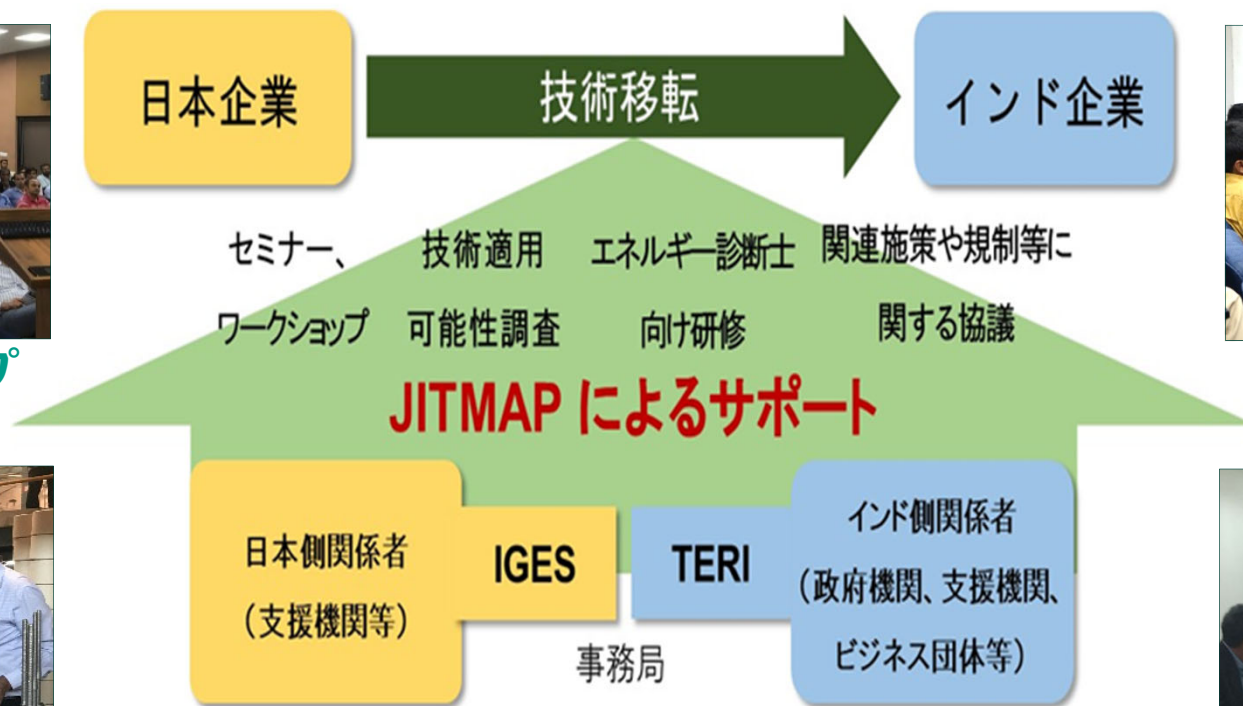 日本企業
技術移転
インド企業
セミナー、
ワークショップ
技術適用
可能性調査
エネルギー診断士
向け研修
関連施策や規制等に
関する協議
プ
JITMAP によるサポート
日本側関係者
（支援機関等）
IGES
TERI
インド側関係者
（政府機関、支援機関、
ビジネス団体等）
事務局